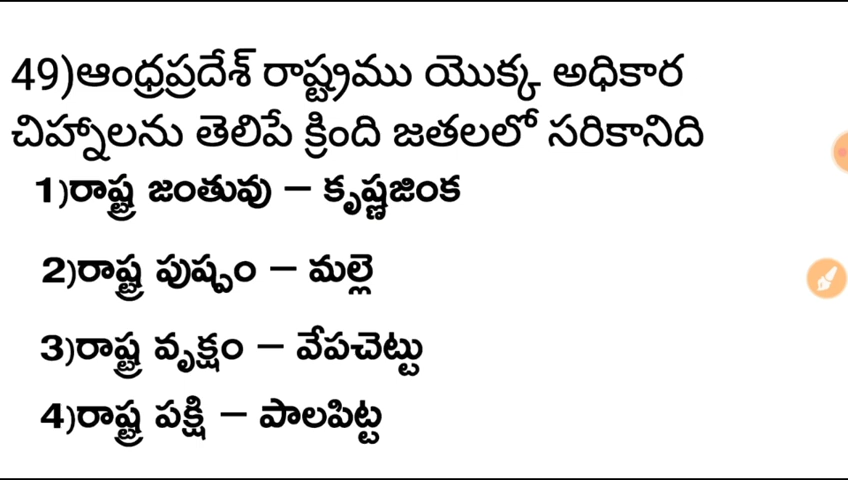 49)ఆంధ్రప్రదేశ్ రాష్ట్రము యొక్క అధికార
చిహ్నాలను తెలిపే క్రింది జతలలో సరికానిది
1)రాష్ట్ర జంతువు – కృష్ణజింక
2)రాష్ట్ర పుష్పం – మల్లె
3)రాష్ట్ర వృక్షం – వేపచెట్టు
4)రాష్ట్ర పక్షి – పాలపిట్ట